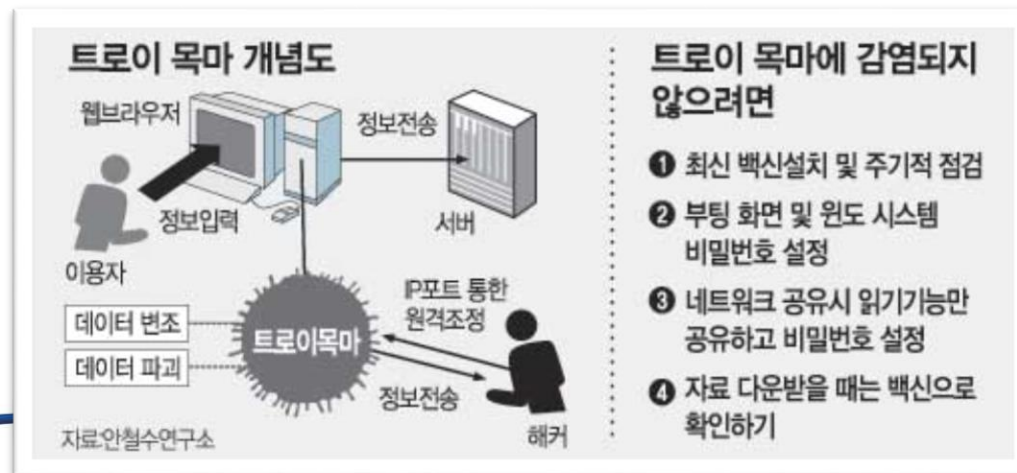 트로이 목마 개념도
웹브라우저
정보전송
정보입력
서버
이용자
IP포트 통한
원격조정
데이터 변조
트로이목마
데이터 파괴
정보전송
해커
자료:안철수연구소
트로이 목마에 감염되지
않으려면
❶ 최신 백신설치 및 주기적 점검
❷ 부팅 화면 및 윈도 시스템
비밀번호 설정
❸ 네트워크 공유시 읽기기능만
공유하고 비밀번호 설정
❹ 자료 다운받을 때는 백신으로
확인하기